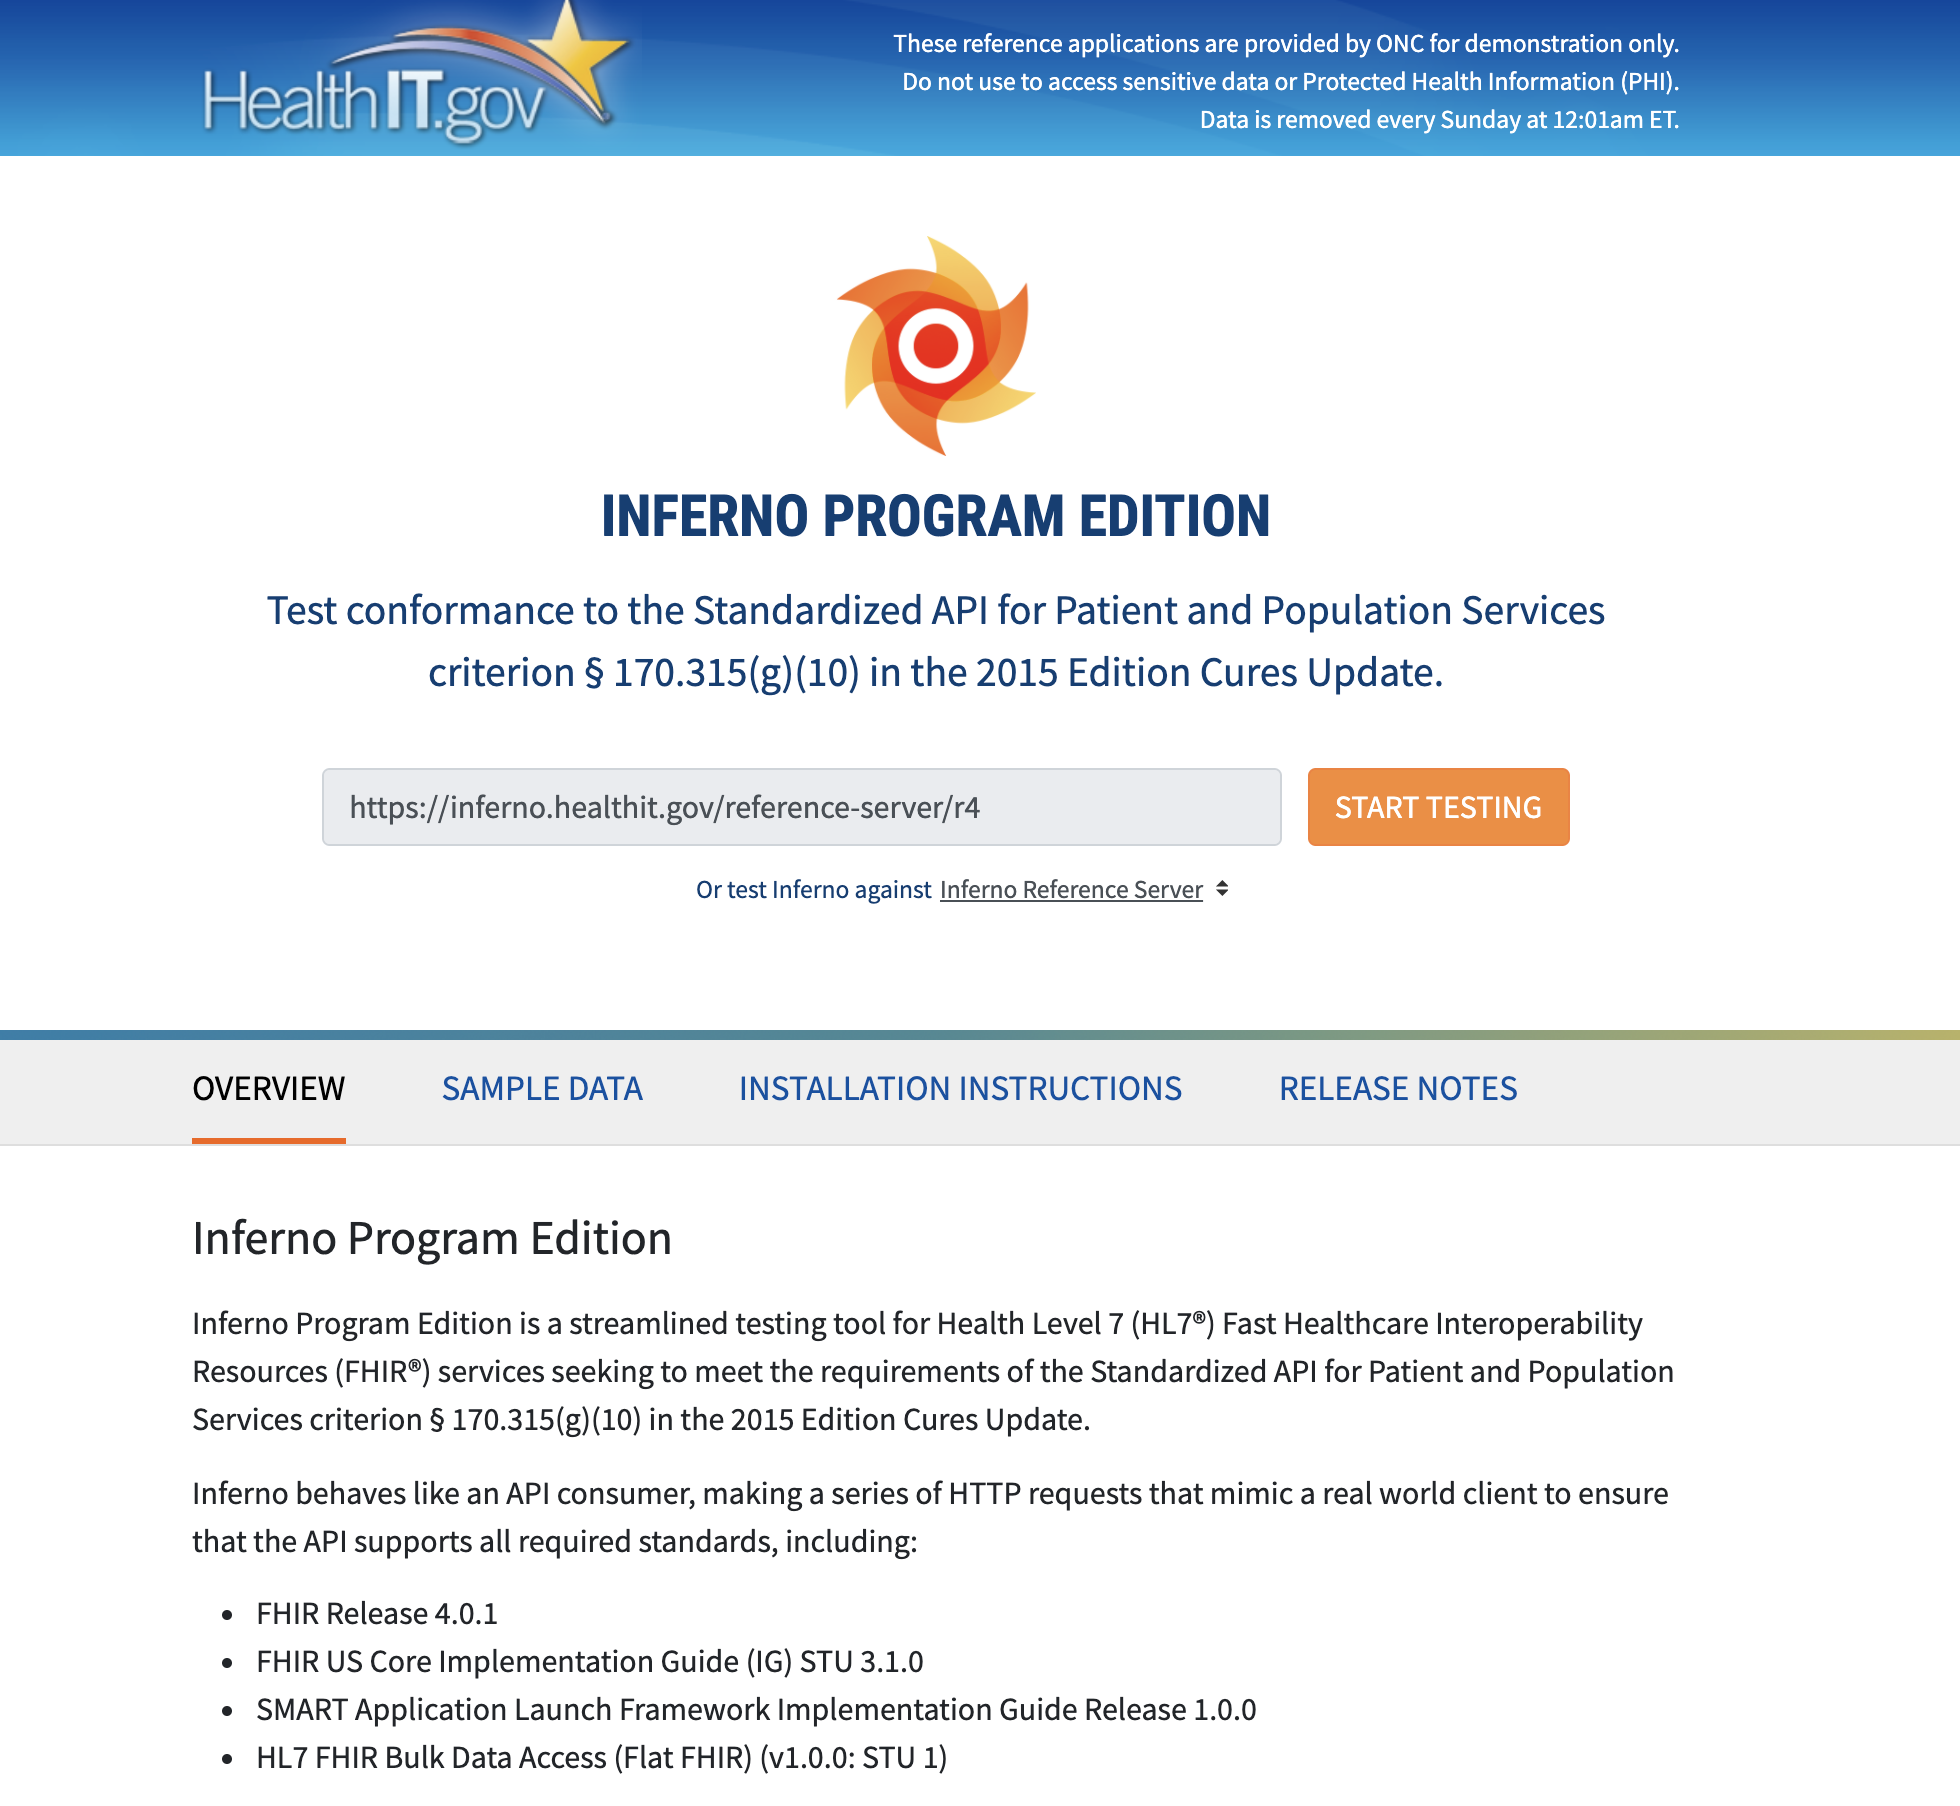 HealthIT.gov
These reference applications are provided by ONC for demonstration only.
Do not use to access sensitive data or Protected Health Information (PHI).
Data is removed every Sunday at 12:01am ET.
INFERNO PROGRAM EDITION
Test conformance to the Standardized API for Patient and Population Services
criterion § 170.315(g)(10) in the 2015 Edition Cures Update.
https://inferno.healthit.gov/reference-server/r4
START TESTING
Or test Inferno against Inferno Reference Server
OVERVIEW SAMPLE DATA INSTALLATION INSTRUCTIONS RELEASE NOTES
Inferno Program Edition
Inferno Program Edition is a streamlined testing tool for Health Level 7 (HL7®) Fast Healthcare Interoperability
Resources (FHIR®) services seeking to meet the requirements of the Standardized API for Patient and Population
Services criterion § 170.315(g)(10) in the 2015 Edition Cures Update.
Inferno behaves like an API consumer, making a series of HTTP requests that mimic a real world client to ensure
that the API supports all required standards, including:
• FHIR Release 4.0.1
• FHIR US Core Implementation Guide (IG) STU 3.1.0
• SMART Application Launch Framework Implementation Guide Release 1.0.0
• HL7 FHIR Bulk Data Access (Flat FHIR) (v1.0.0: STU 1)